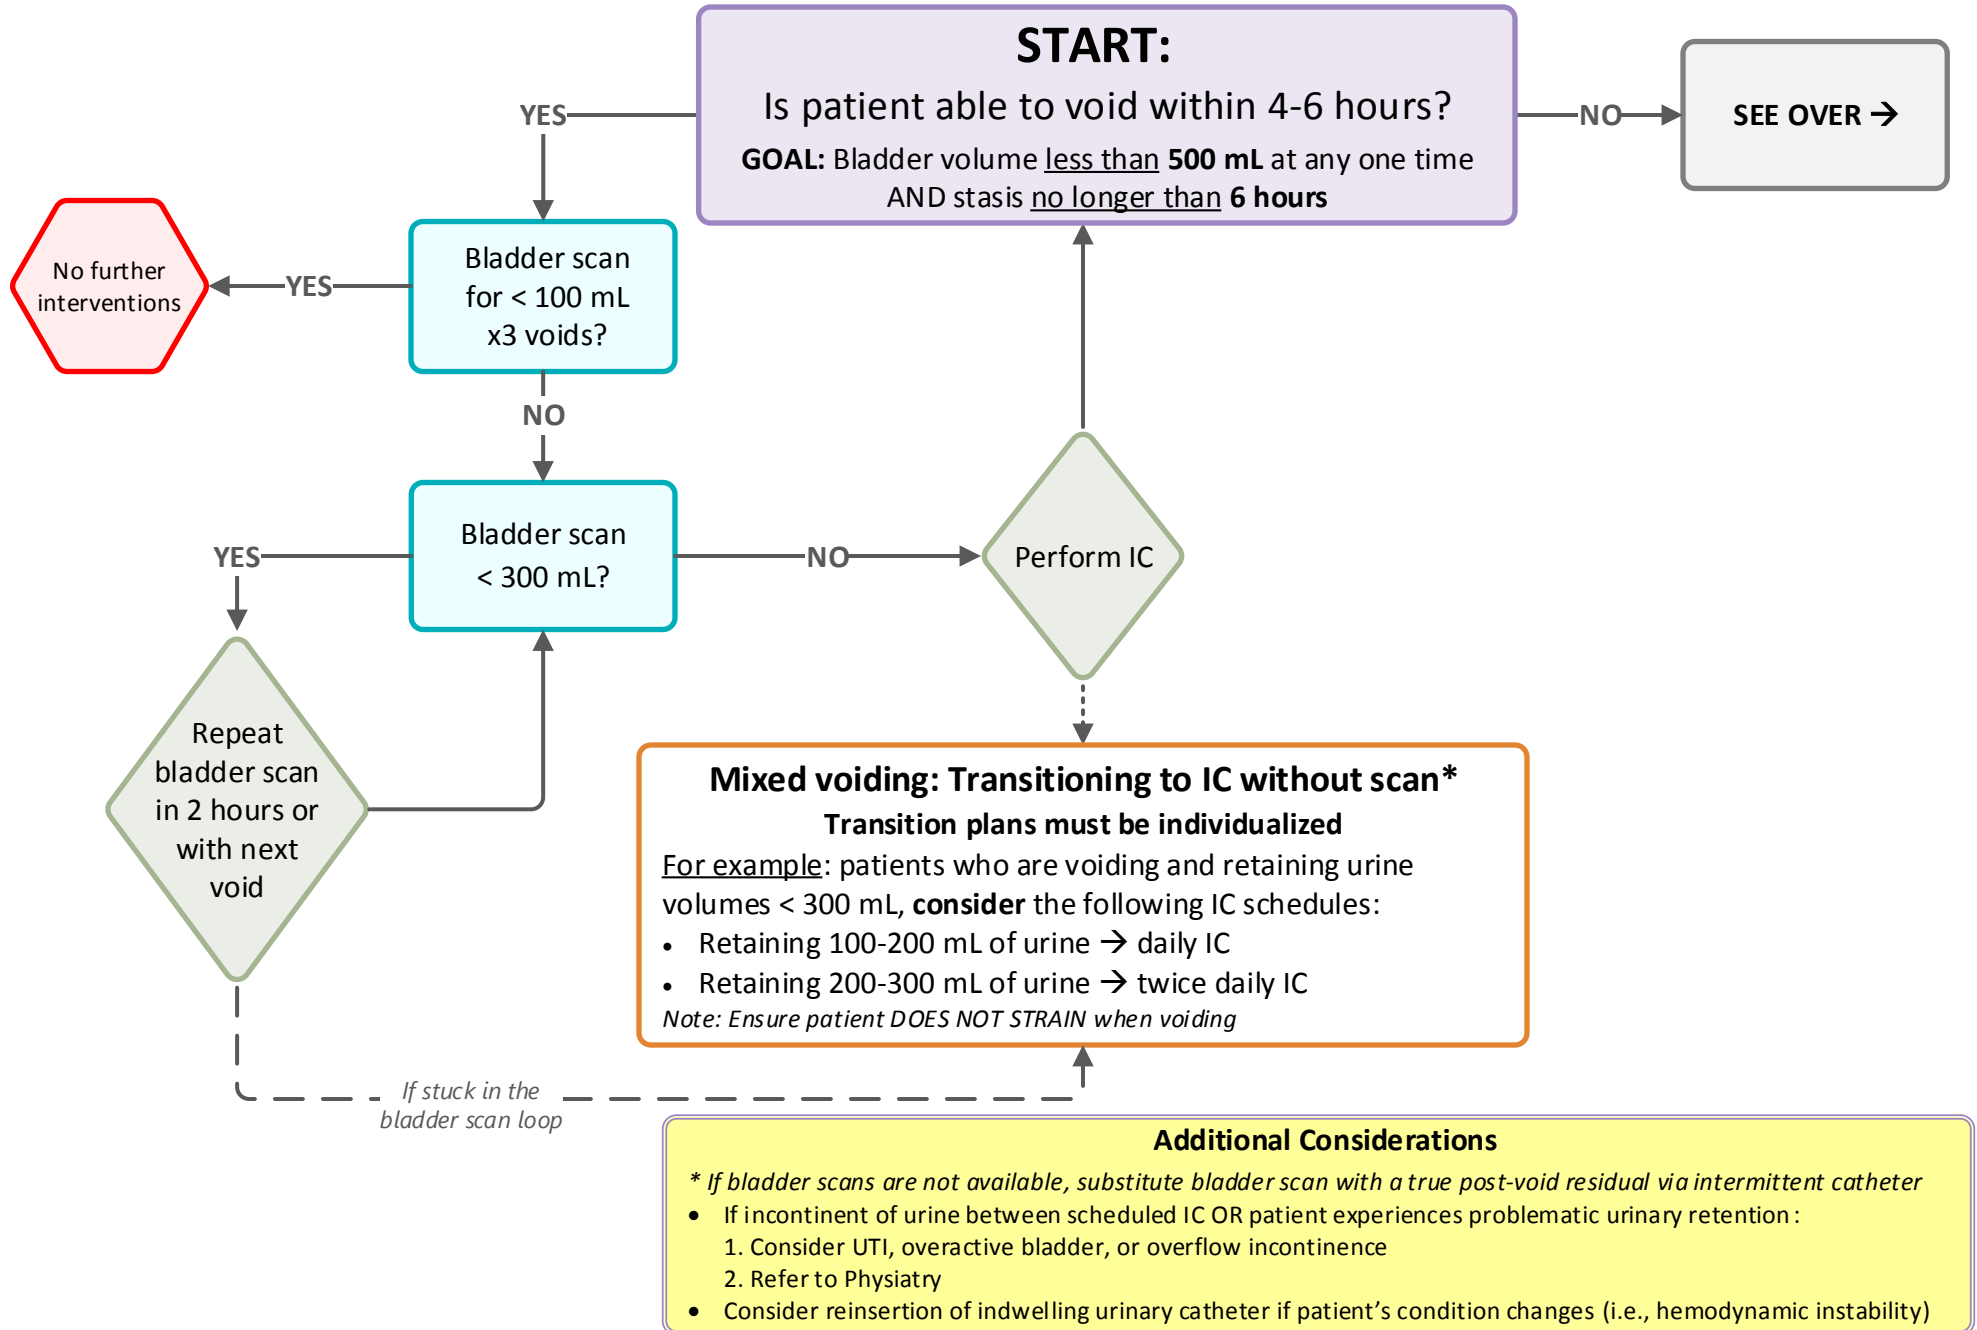 START:
Is patient able to void within 4-6 hours?
GOAL: Bladder volume less than 500 mL at any one time
AND stasis no longer than 6 hours
YES
NO
SEE OVER →
Bladder scan
for < 100 mL
x3 voids?
YES
No further
interventions
NO
Bladder scan
< 300 mL?
YES
NO
Perform IC
Repeat
bladder scan
in 2 hours or
with next
void
Mixed voiding: Transitioning to IC without scan*
Transition plans must be individualized
For example: patients who are voiding and retaining urine
volumes < 300 mL, consider the following IC schedules:
• Retaining 100-200 mL of urine → daily IC
• Retaining 200-300 mL of urine → twice daily IC
Note: Ensure patient DOES NOT STRAIN when voiding
If stuck in the
bladder scan loop
Additional Considerations
* If bladder scans are not available, substitute bladder scan with a true post-void residual via intermittent catheter
• If incontinent of urine between scheduled IC OR patient experiences problematic urinary retention:
1. Consider UTI, overactive bladder, or overflow incontinence
2. Refer to Physiatry
• Consider reinsertion of indwelling urinary catheter if patient's condition changes (i.e., hemodynamic instability)